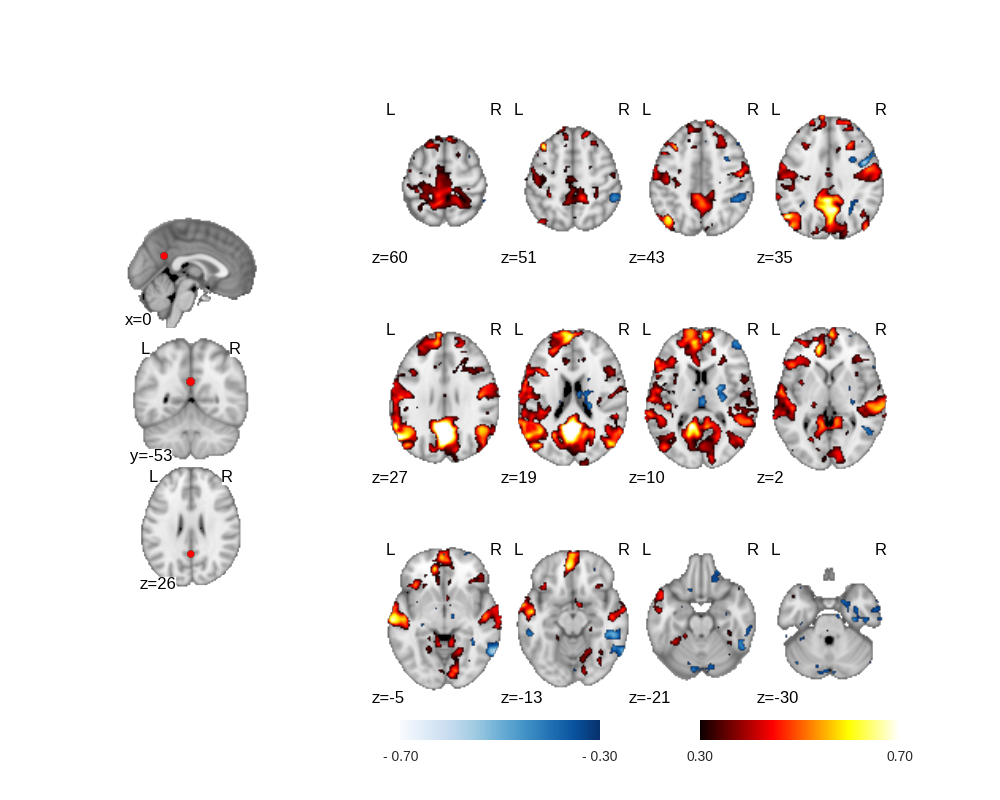 L R L R L R L R
z=60 z=51 z=43 z=35
x=0
L R
y=-53
L R
z=26
L R L R L R L R
z=27 z=19 z=10 z=2
L R L R L R L R
z=-5 z=-13 z=-21 z=-30
- 0.70 - 0.30 0.30 0.70